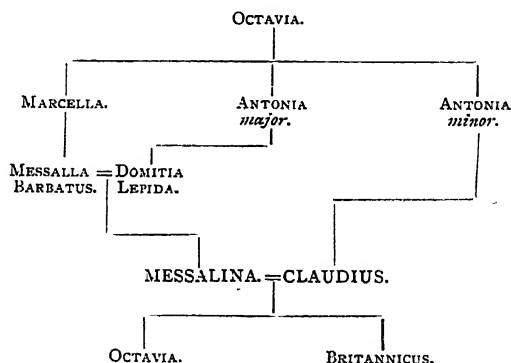 OCTAVIA.
MARCELLA. ANTONIA ANTONIA
major. minor.
MESSALLA = DOMITIA
BARBATUS. LEPIDA.
MESSALINA. = CLAUDIUS.
OCTAVIA. BRITANNICUS.